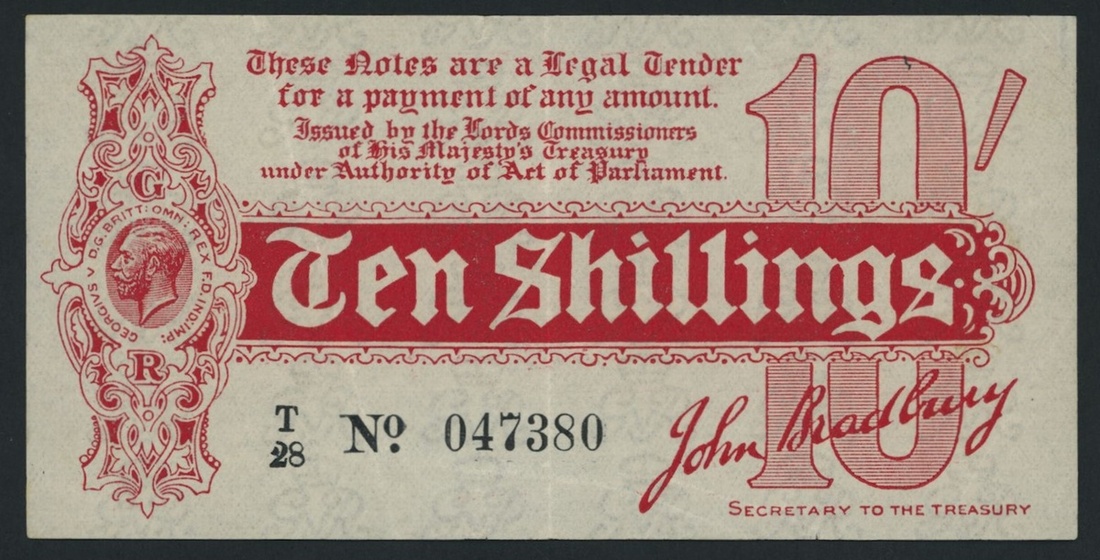 These Notes are a Legal Tender
for a payment of any amount.
Issued by the Lords Commissioners
of His Majesty's Treasury
under Authority of Act of Parliament.
10/
G
GEORGIVS V D.G. BRITT: OMN: REX F.D. IND: IMP:
R
Ten Shillings.
10
T
28
No. 047380
John Bradbury
SECRETARY TO THE TREASURY